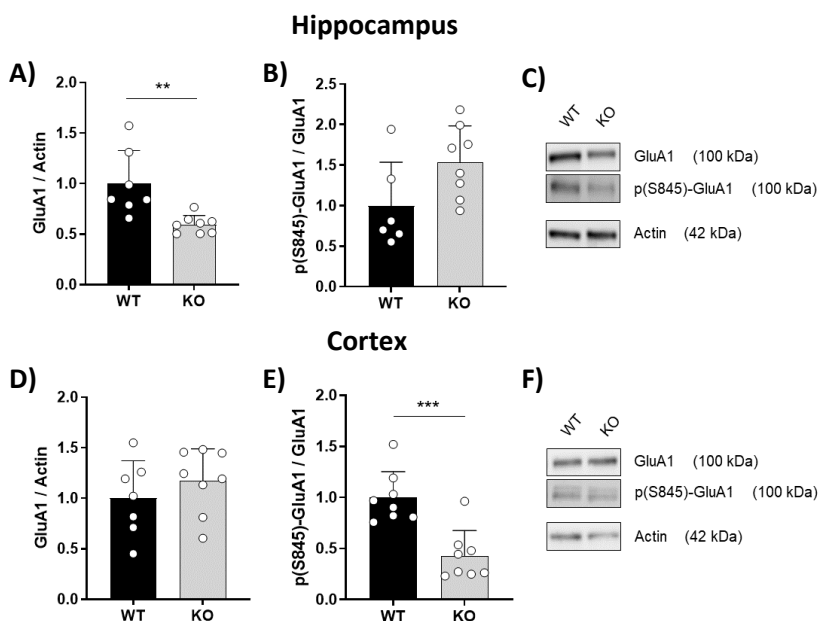 Hippocampus
A)
**
GluA1 / Actin
2.0
1.5
1.0
0.5
0.0
WT
KO
B)
p(S845)-GluA1 / GluA1
2.5
2.0
1.5
1.0
0.5
0.0
WT
KO
C)
WT
KO
GluA1 (100 kDa)
p(S845)-GluA1 (100 kDa)
Actin (42 kDa)
Cortex
D)
GluA1 / Actin
2.0
1.5
1.0
0.5
0.0
WT
KO
E)
***
p(S845)-GluA1 / GluA1
2.0
1.5
1.0
0.5
0.0
WT
KO
F)
WT
KO
GluA1 (100 kDa)
p(S845)-GluA1 (100 kDa)
Actin (42 kDa)